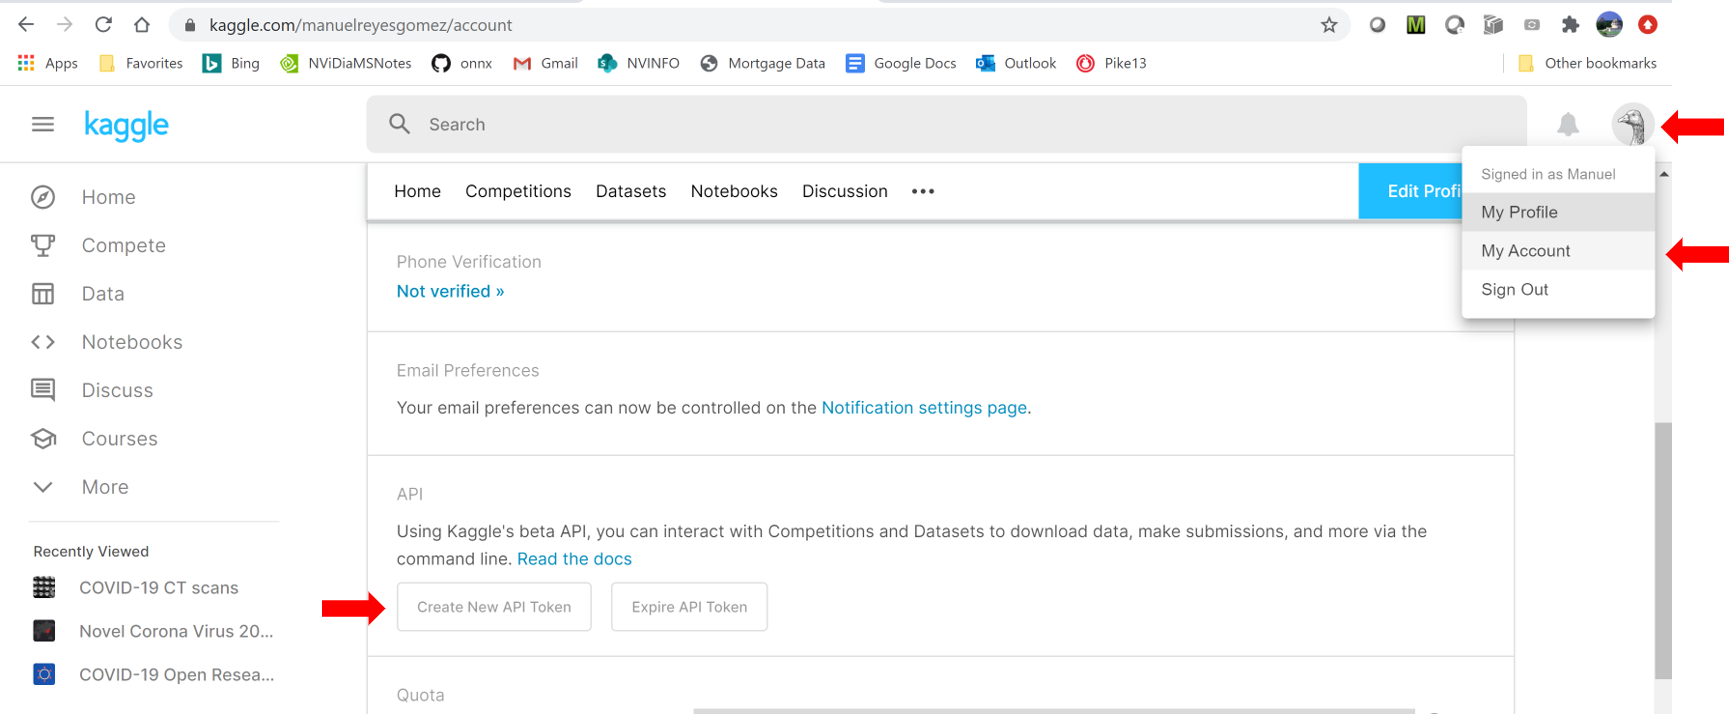 kaggle.com/manuelreyesgomez/account
Apps Favorites Bing NViDiaMSNotes onnx Gmail NVINFO Mortgage Data Google Docs Outlook Pike13 Other bookmarks
kaggle
Search
Signed in as Manuel
My Profile
My Account
Sign Out
Home Competitions Datasets Notebooks Discussion ••• Edit Profi
Home
Compete
Data
Notebooks
Discuss
Courses
More
Recently Viewed
COVID-19 CT scans
Novel Corona Virus 20...
COVID-19 Open Resea...
Phone Verification
Not verified »
Email Preferences
Your email preferences can now be controlled on the Notification settings page.
API
Using Kaggle's beta API, you can interact with Competitions and Datasets to download data, make submissions, and more via the
command line. Read the docs
Create New API Token Expire API Token
Quota